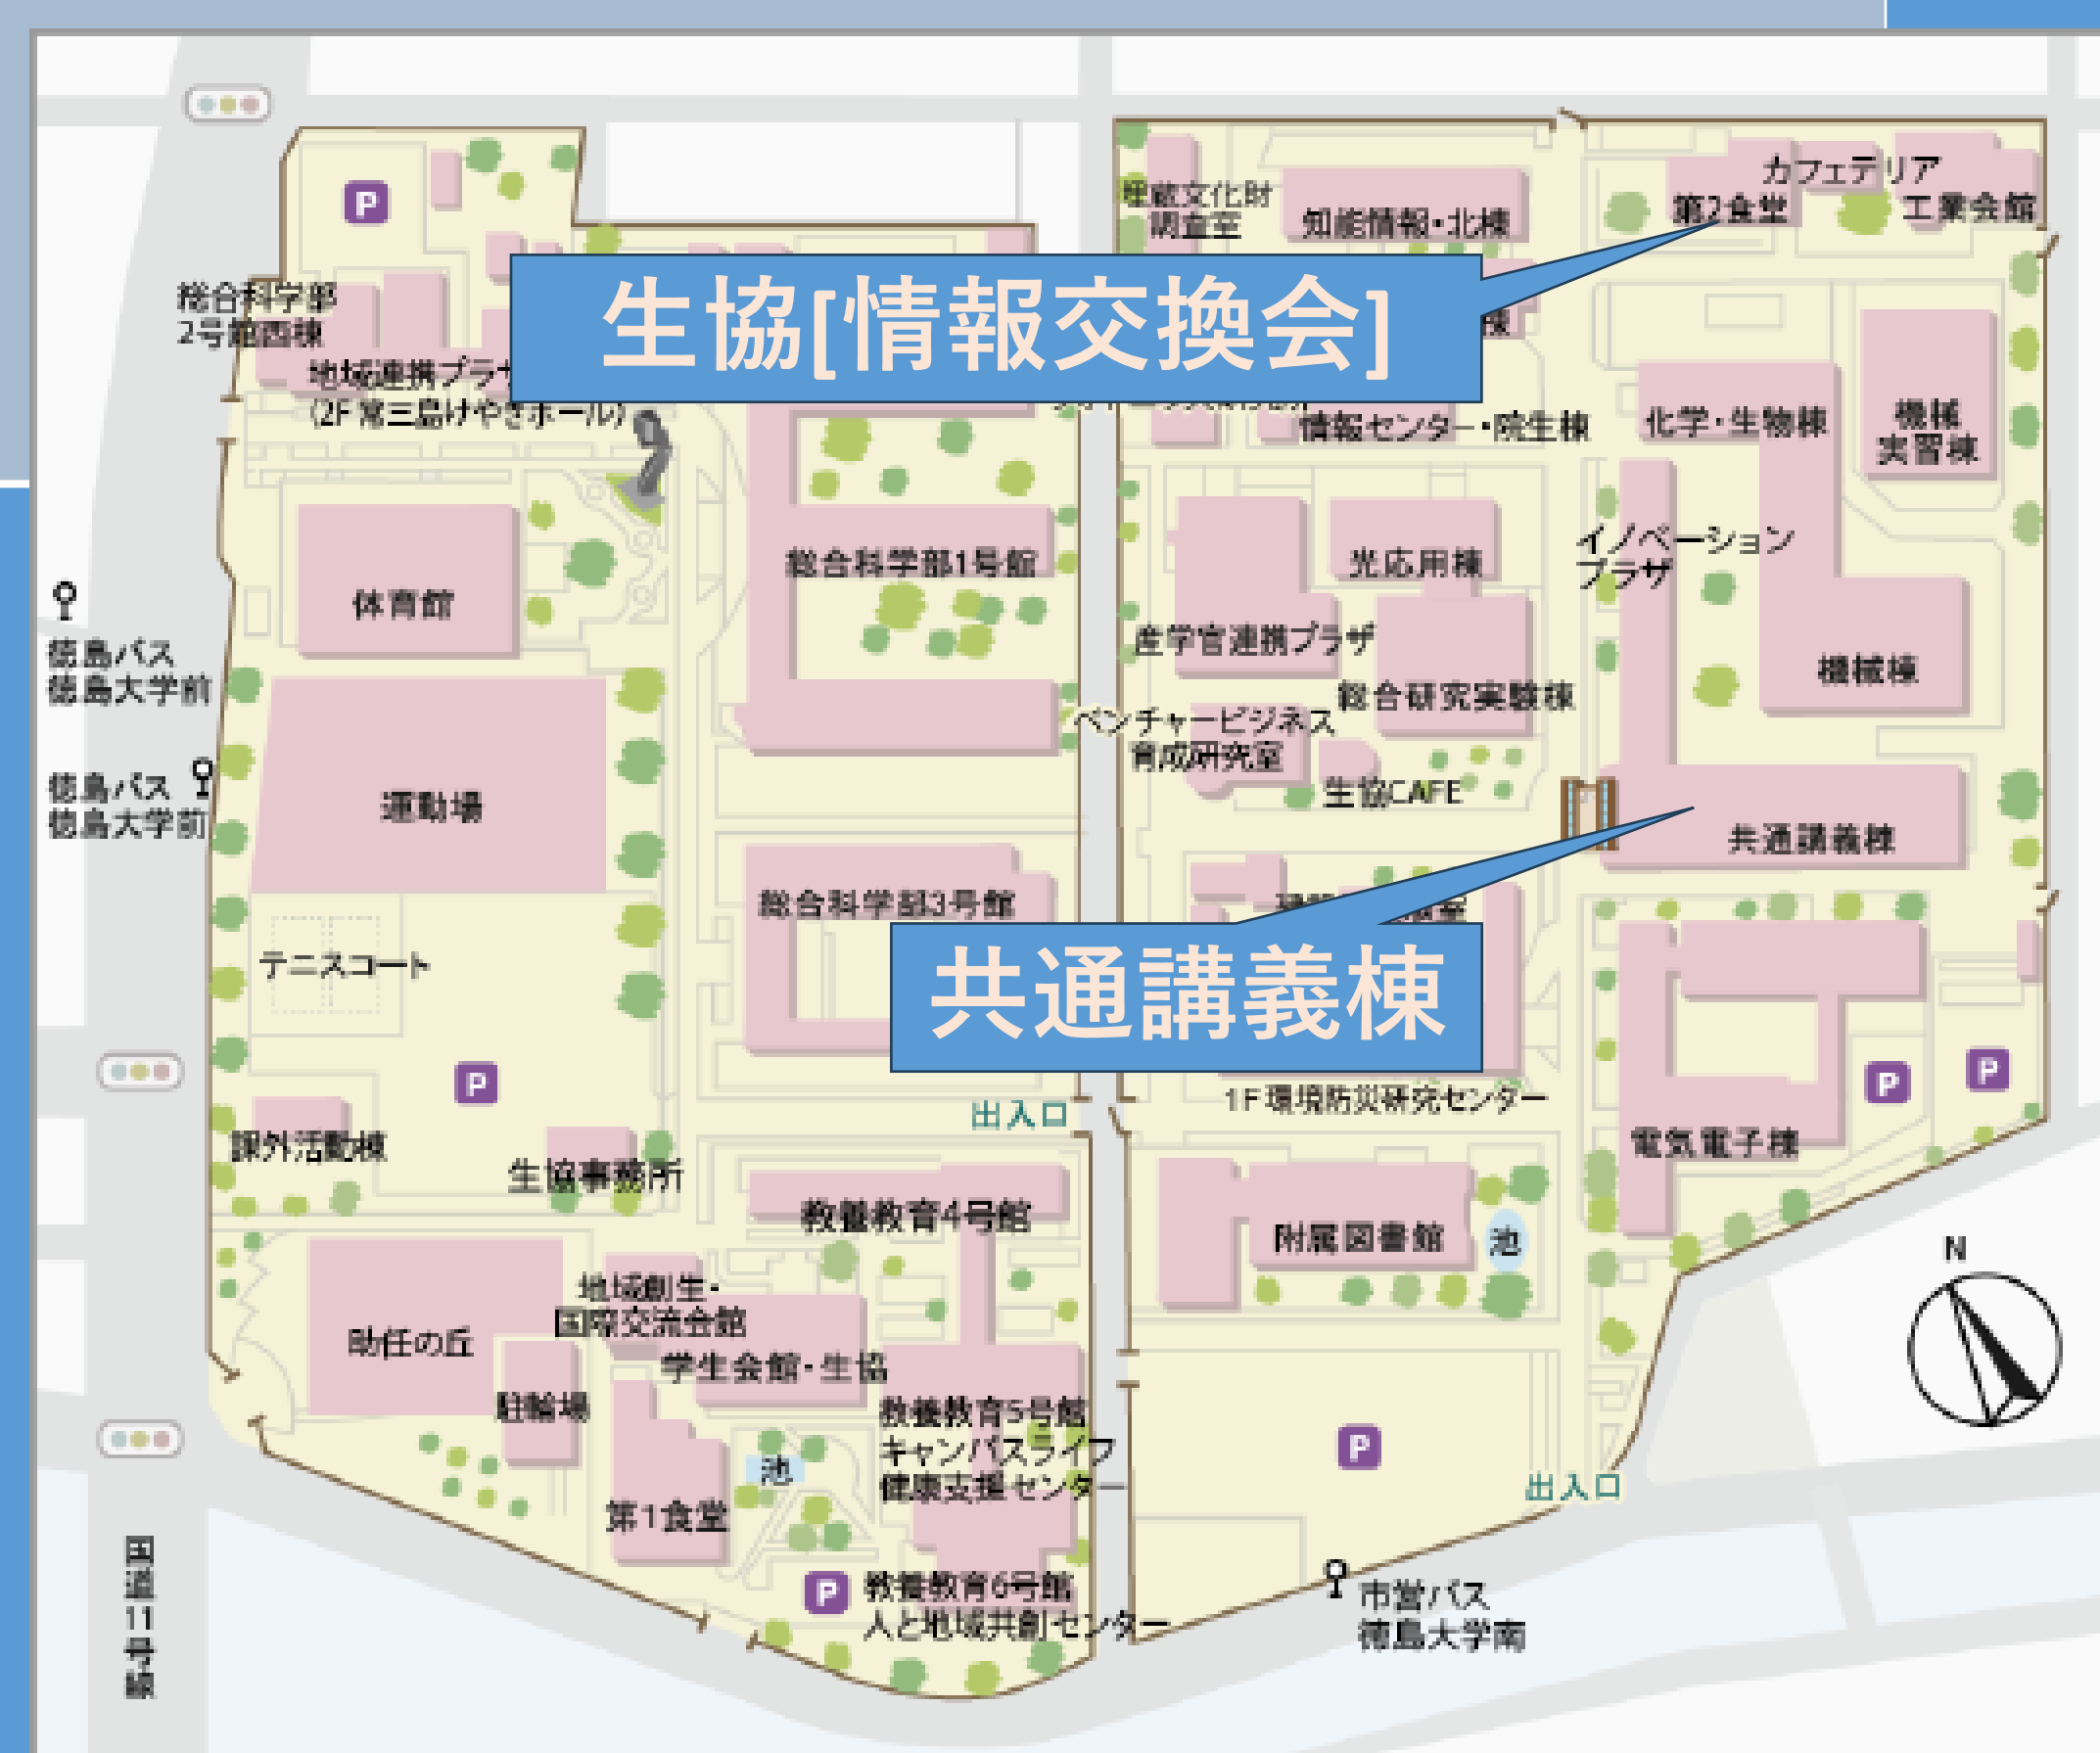 P
カフェテリア
埋蔵文化財
調査室
知能情報・北棟
第2食堂
工業会館
総合科学部
2号館西棟
生協[情報交換会]
棟
地域連携プラザ
(2F 常三島けやきホール)
情報センター・院生棟
化学・生物棟
機械
実習棟
イノベーション
プラザ
総合科学部1号館
光応用棟
体育館
徳島バス
徳島大学前
産学官連携プラザ
総合研究実験棟
機械棟
ベンチャービジネス
育成研究室
生協CAFE
徳島バス
徳島大学前
運動場
共通講義棟
総合科学部3号館
テニスコート
共通講義棟
P
P
P
出入口
1F 環境防災研究センター
課外活動棟
生協事務所
電気電子棟
教養教育4号館
附属図書館
池
N
地域創生・
国際交流会館
助任の丘
学生会館・生協
駐輪場
教養教育5号館
キャンパスライフ
健康支援センター
P
池
出入口
第1食堂
P
教養教育6号館
人と地域共創センター
市営バス
徳島大学南